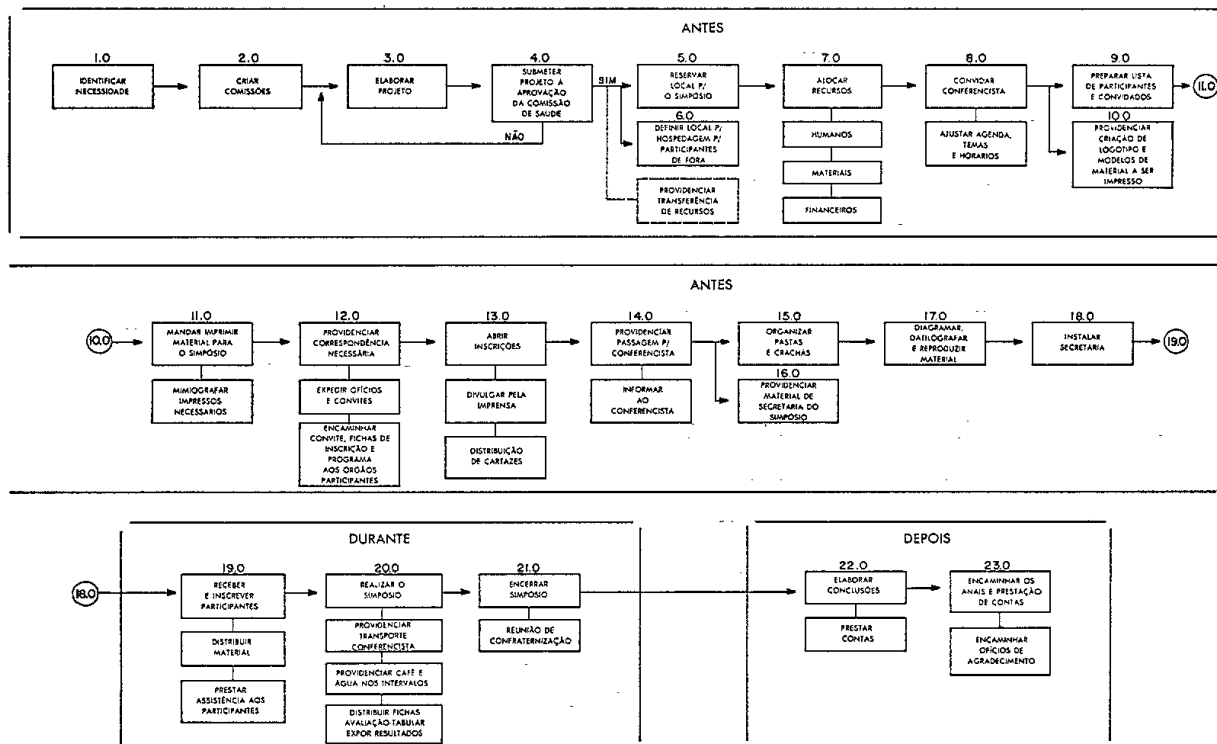 ANTES
1.0
IDENTIFICAR
NECESSIDADE
2.0
CRIAR
COMISSÕES
3.0
ELABORAR
PROJETO
4.0
SUBMETER
PROJETO À
APROVAÇÃO
DA COMISSÃO
DE SAUDE
SIM
NÃO
5.0
RESERVAR
LOCAL P/
O SIMPÓSIO
6.0
DEFINIR LOCAL P/
HOSPEDAGEM P/
PARTICIPANTES
DE FORA
PROVIDENCIAR
TRANSFERÊNCIA
DE RECURSOS
7.0
ALOCAR
RECURSOS
HUMANOS
MATERIAIS
FINANCEIROS
8.0
CONVIDAR
CONFERENCISTA
AJUSTAR AGENDA,
TEMAS
E HORARIOS
9.0
PREPARAR LISTA
DE PARTICIPANTES
E CONVIDADOS
10.0
PROVIDENCIAR
CRIAÇÃO DE
LOGOTIPO E
MODELOS DE
MATERIAL A SER
IMPRESSO
11.0
ANTES
10.0
11.0
MANDAR IMPRIMIR
MATERIAL PARA
O SIMPÓSIO
MIMIOGRAFAR
IMPRESSOS
NECESSARIOS
12.0
PROVIDENCIAR
CORRESPONDÊNCIA
NECESSÁRIA
EXPEDIR OFÍCIOS
E CONVITES
ENCAMINHAR
CONVITE, FICHAS DE
INSCRIÇÃO E
PROGRAMA
AOS ORGÃOS
PARTICIPANTES
13.0
ABRIR
INSCRIÇÕES
DIVULGAR PELA
IMPRENSA
DISTRIBUIÇÃO
DE CARTAZES
14.0
PROVIDENCIAR
PASSAGEM P/
CONFERENCISTA
INFORMAR
AO
CONFERENCISTA
15.0
ORGANIZAR
PASTAS
E CRACHÁS
16.0
PROVIDENCIAR
MATERIAL DE
SECRETARIA DO
SIMPÓSIO
17.0
DIAGRAMAR,
DATILOGRAFAR
E REPRODUZIR
MATERIAL
18.0
INSTALAR
SECRETARIA
19.0
DURANTE
18.0
19.0
RECEBER
E INSCREVER
PARTICIPANTES
DISTRIBUIR
MATERIAL
PRESTAR
ASSISTÊNCIA AOS
PARTICIPANTES
20.0
REALIZAR O
SIMPOSIO
PROVIDENCIAR
TRANSPORTE
CONFERENCISTA
PROVIDENCIAR CAFÉ E
ÁGUA NOS INTERVALOS
DISTRIBUIR FICHAS
AVALIAÇÃO-TABULAR
EXPOR RESULTADOS
21.0
ENCERRAR
SIMPOSIO
REUNIÃO DE
CONFRATERNIZAÇÃO
DEPOIS
22.0
ELABORAR
CONCLUSÕES
PRESTAR
CONTAS
23.0
ENCAMINHAR OS
ANAIS E PRESTAÇÃO
DE CONTAS
ENCAMINHAR
OFÍCIOS DE
AGRADECIMENTO